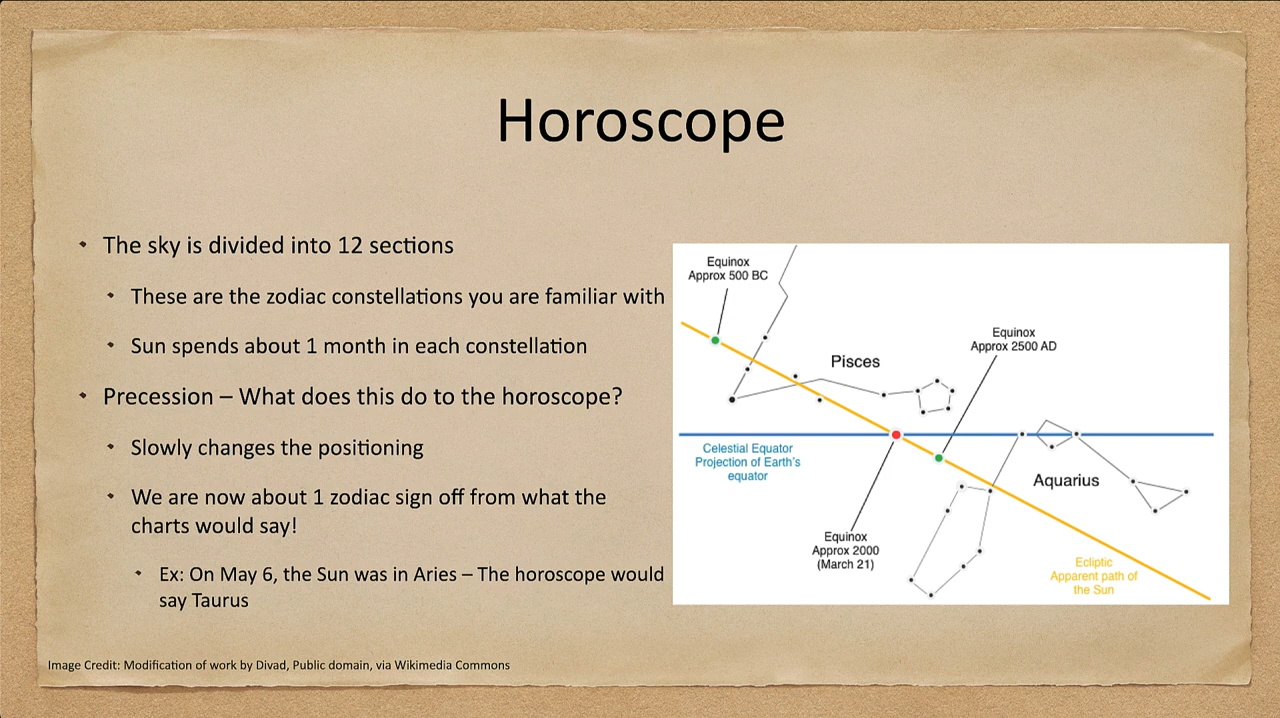 Horoscope
The sky is divided into 12 sections
These are the zodiac constellations you are familiar with
Sun spends about 1 month in each constellation
Precession – What does this do to the horoscope?
Slowly changes the positioning
We are now about 1 zodiac sign off from what the
charts would say!
Ex: On May 6, the Sun was in Aries – The horoscope would
say Taurus
Equinox
Approx 500 BC
Equinox
Approx 2500 AD
Pisces
Celestial Equator
Projection of Earth's
equator
Aquarius
Equinox
Approx 2000
(March 21)
Ecliptic
Apparent path of
the Sun
Image Credit: Modification of work by Divad, Public domain, via Wikimedia Commons